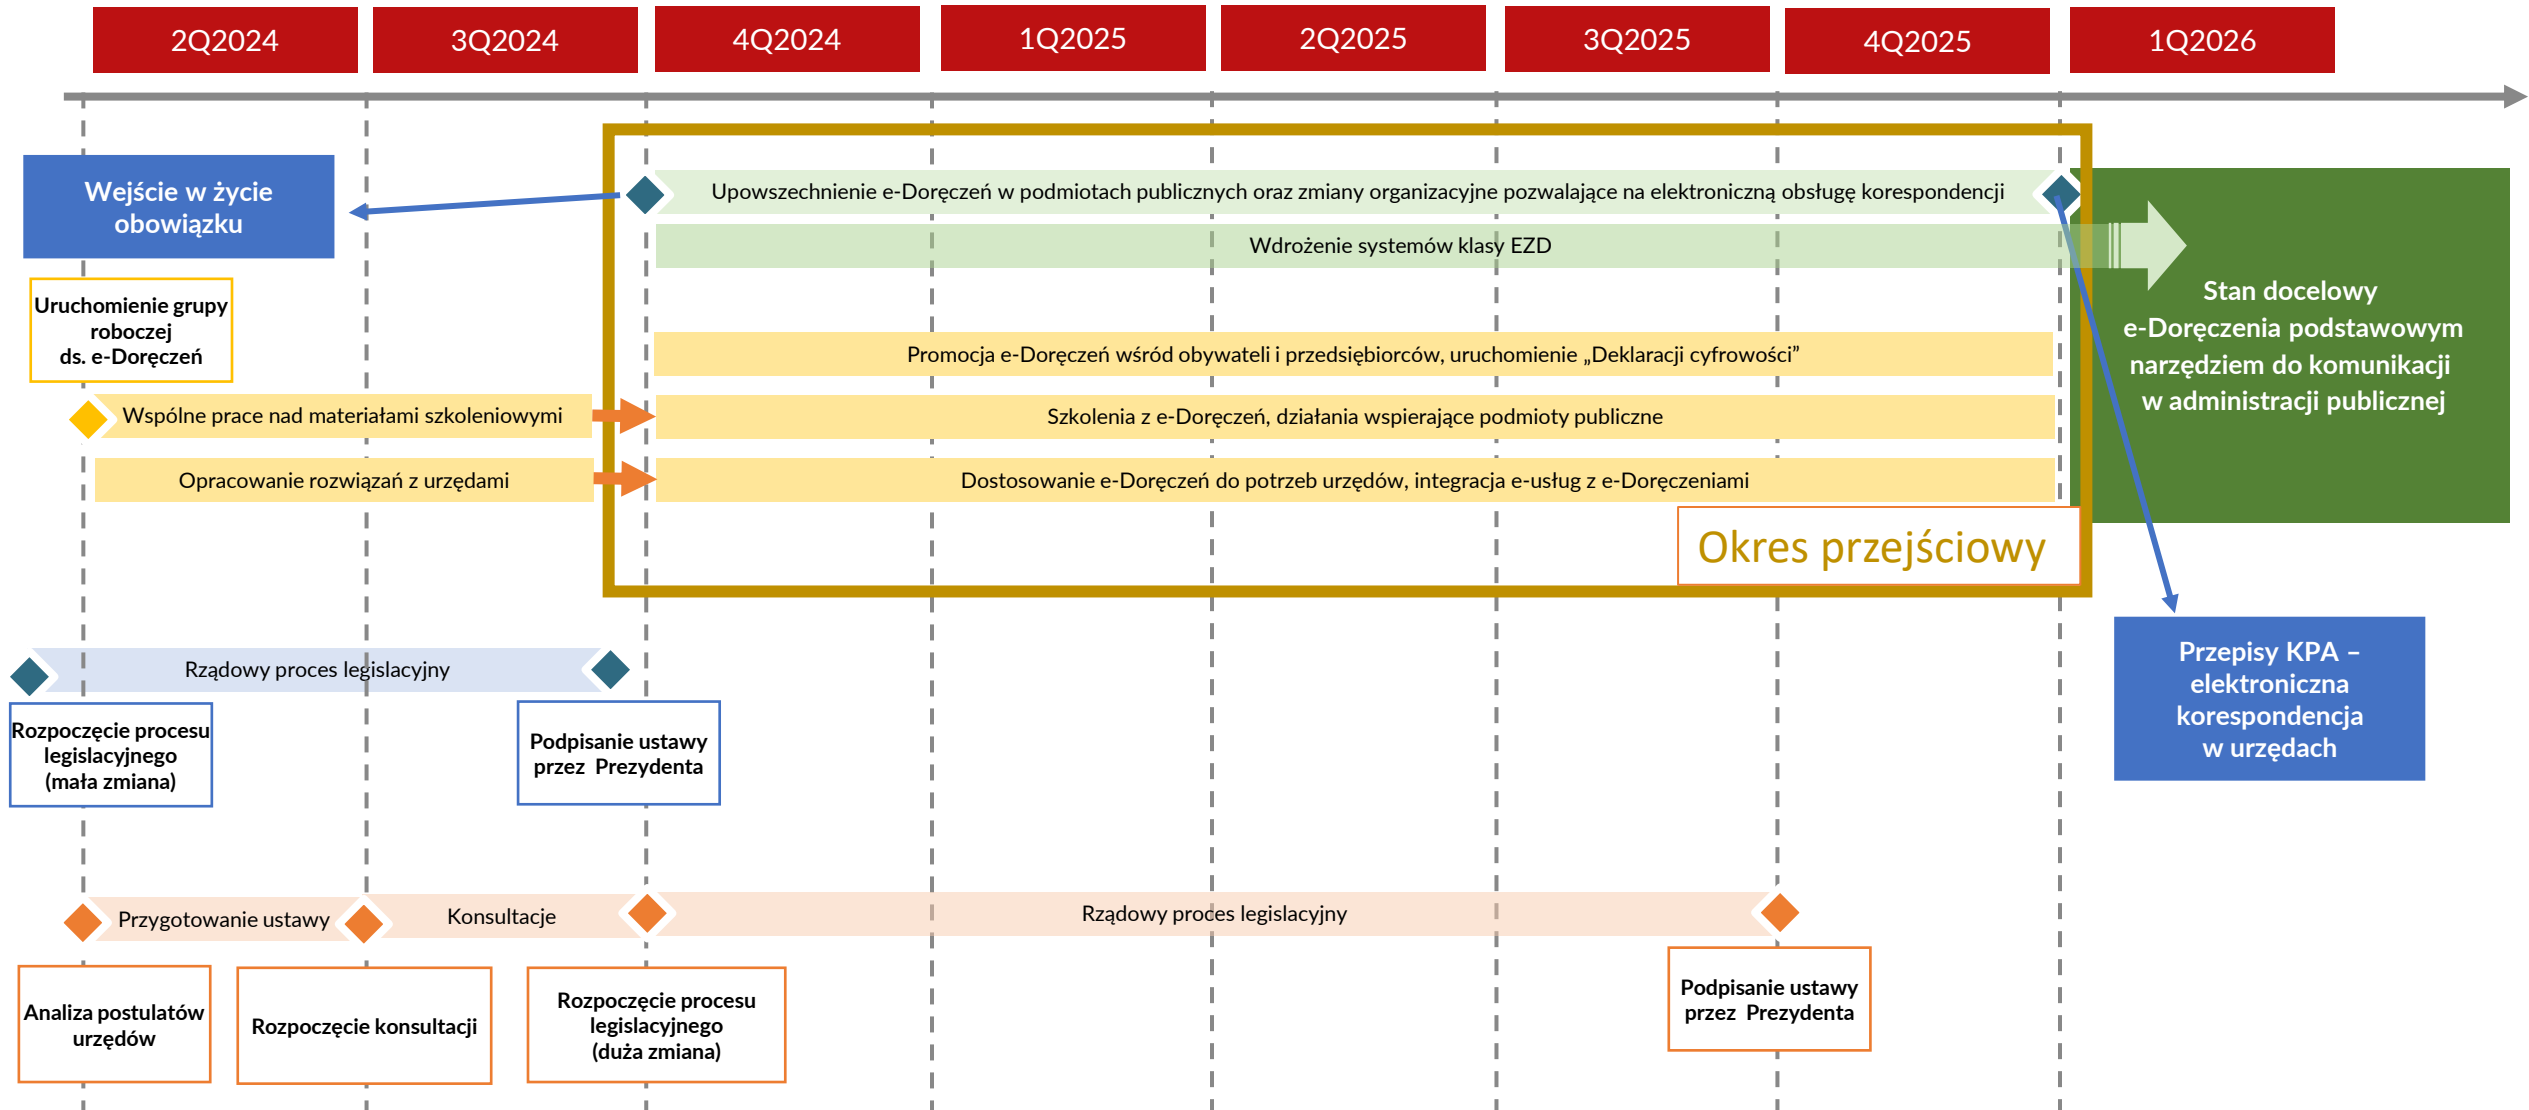 2Q2024
3Q2024
4Q2024
1Q2025
2Q2025
3Q2025
4Q2025
1Q2026
Wejście w życie
obowiązku
Upowszechnienie e-Doręczeń w podmiotach publicznych oraz zmiany organizacyjne pozwalające na elektroniczną obsługę korespondencji
Wdrożenie systemów klasy EZD
Uruchomienie grupy
roboczej
ds. e-Doręczeń
Stan docelowy
e-Doręczenia podstawowym
narzędziem do komunikacji
w administracji publicznej
Promocja e-Doręczeń wśród obywateli i przedsiębiorców, uruchomienie „Deklaracji cyfrowości”
Wspólne prace nad materiałami szkoleniowymi
Szkolenia z e-Doręczeń, działania wspierające podmioty publiczne
Opracowanie rozwiązań z urzędami
Dostosowanie e-Doręczeń do potrzeb urzędów, integracja e-usług z e-Doręczeniami
Okres przejściowy
Rządowy proces legislacyjny
Rozpoczęcie procesu
legislacyjnego
(mała zmiana)
Podpisanie ustawy
przez Prezydenta
Przepisy KPA –
elektroniczna
korespondencja
w urzędach
Przygotowanie ustawy
Konsultacje
Rządowy proces legislacyjny
Analiza postulatów
urzędów
Rozpoczęcie konsultacji
Rozpoczęcie procesu
legislacyjnego
(duża zmiana)
Podpisanie ustawy
przez Prezydenta